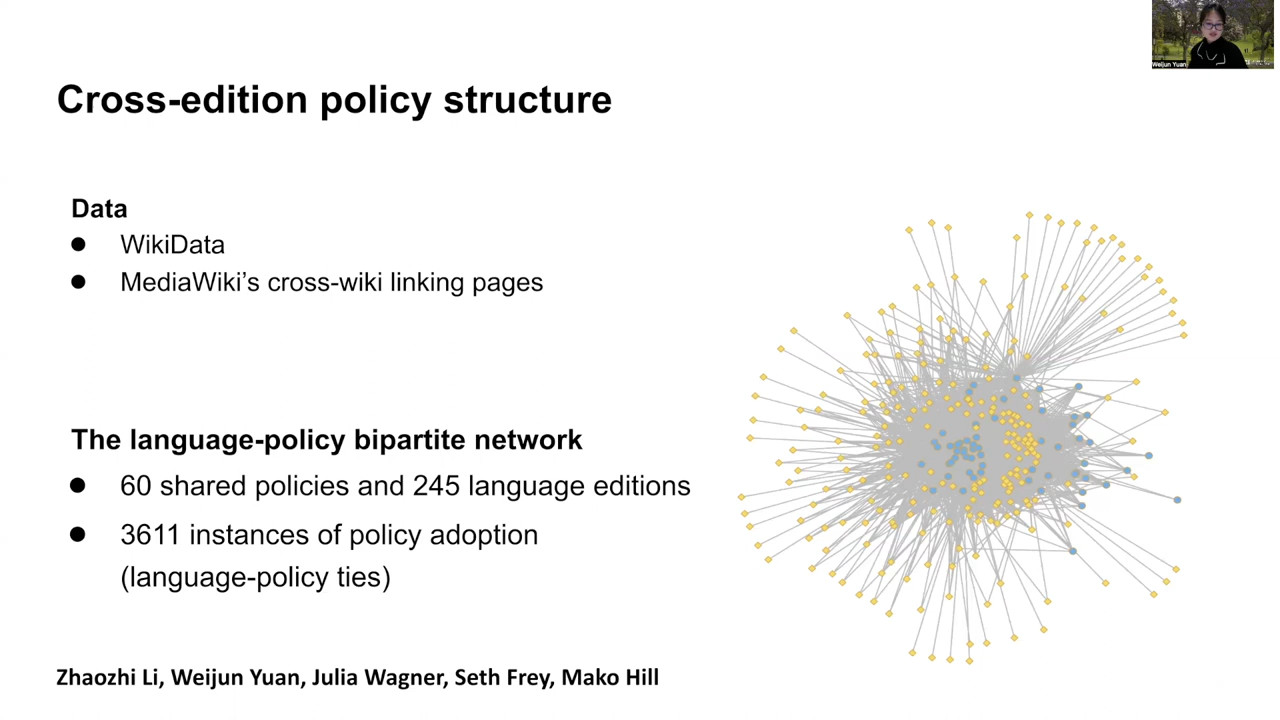 Weijun Yuan
Cross-edition policy structure
Data
● WikiData
● MediaWiki’s cross-wiki linking pages
The language-policy bipartite network
● 60 shared policies and 245 language editions
● 3611 instances of policy adoption
(language-policy ties)
Zhaozhi Li, Weijun Yuan, Julia Wagner, Seth Frey, Mako Hill